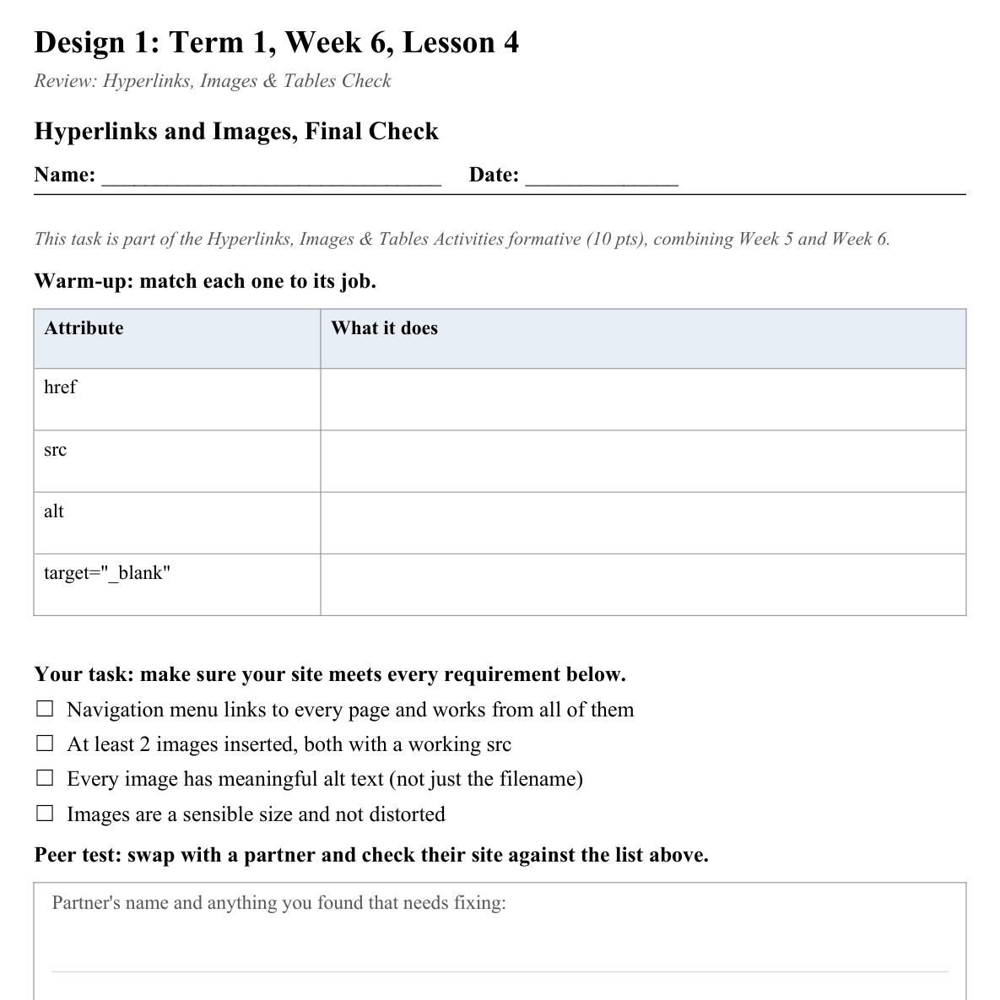 Design 1: Term 1, Week 6, Lesson 4
Review: Hyperlinks, Images & Tables Check
Hyperlinks and Images, Final Check
Name: _______________________________ Date: ______________
This task is part of the Hyperlinks, Images & Tables Activities formative (10 pts), combining Week 5 and Week 6.
Warm-up: match each one to its job.
Attribute What it does
href
src
alt
target="_blank"
Your task: make sure your site meets every requirement below.
☐ Navigation menu links to every page and works from all of them
☐ At least 2 images inserted, both with a working src
☐ Every image has meaningful alt text (not just the filename)
☐ Images are a sensible size and not distorted
Peer test: swap with a partner and check their site against the list above.
Partner's name and anything you found that needs fixing: